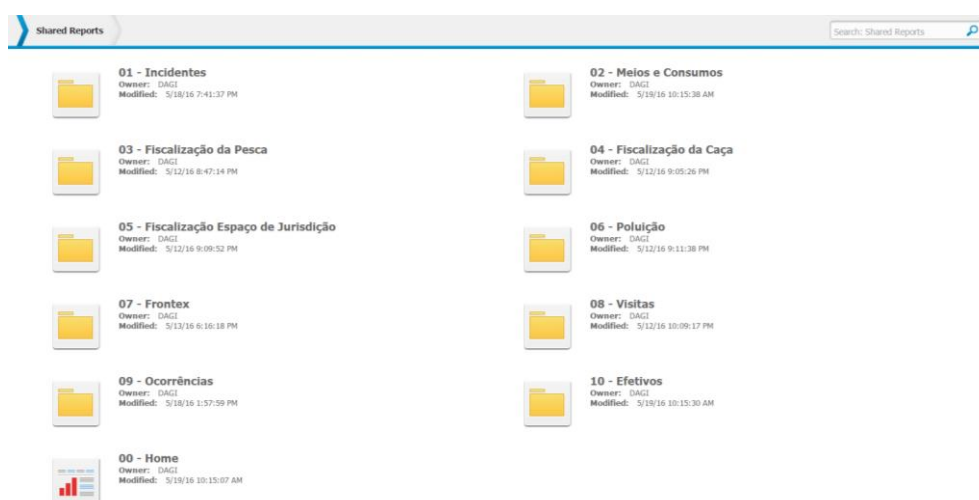 Shared Reports
Search: Shared Reports
01 - Incidentes
Owner: DAGI
Modified: 5/18/16 7:41:37 PM
02 - Meios e Consumos
Owner: DAGI
Modified: 5/19/16 10:15:38 AM
03 - Fiscalização da Pesca
Owner: DAGI
Modified: 5/12/16 8:47:14 PM
04 - Fiscalização da Caça
Owner: DAGI
Modified: 5/12/16 9:05:26 PM
05 - Fiscalização Espaço de Jurisdição
Owner: DAGI
Modified: 5/12/16 9:09:52 PM
06 - Poluição
Owner: DAGI
Modified: 5/12/16 9:11:38 PM
07 - Frontex
Owner: DAGI
Modified: 5/13/16 6:16:18 PM
08 - Visitas
Owner: DAGI
Modified: 5/12/16 10:09:17 PM
09 - Ocorrências
Owner: DAGI
Modified: 5/18/16 1:57:59 PM
10 - Efetivos
Owner: DAGI
Modified: 5/19/16 10:15:30 AM
00 - Home
Owner: DAGI
Modified: 5/19/16 10:15:07 AM